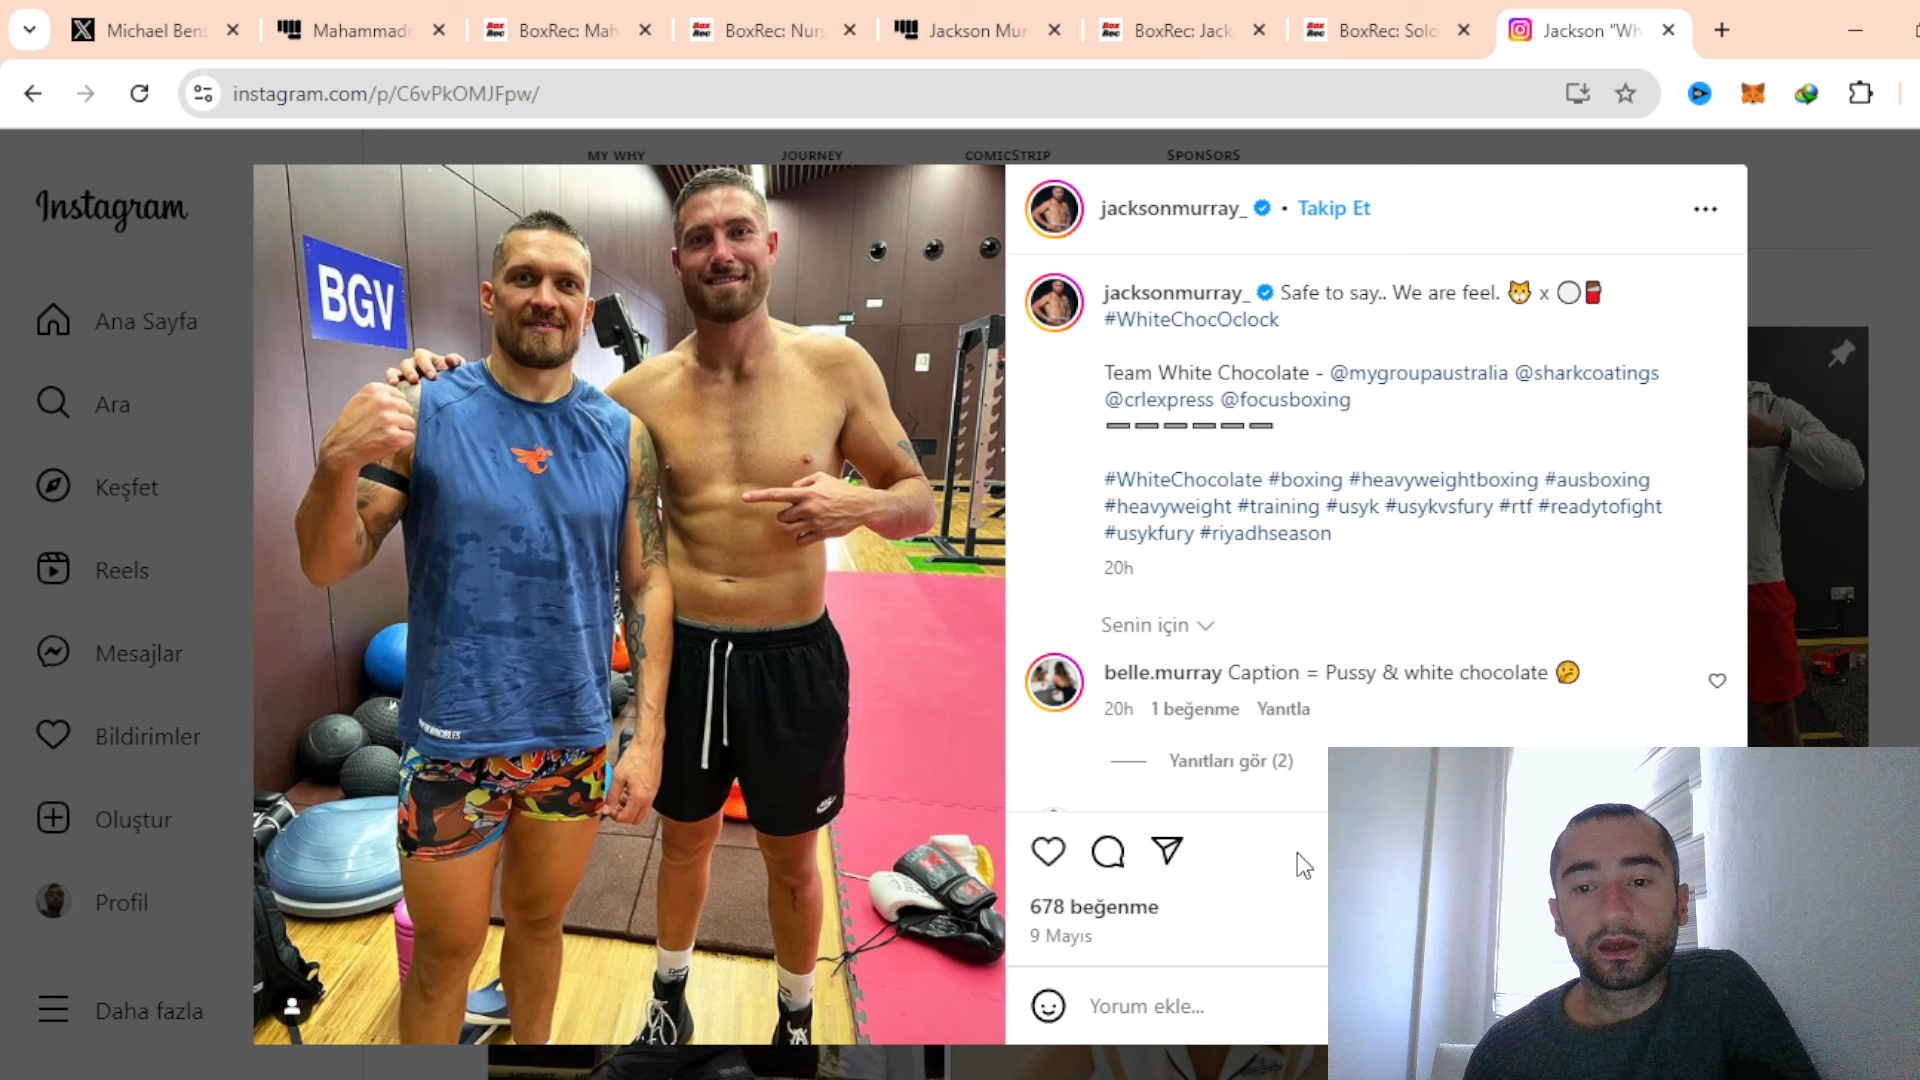 Michael Bens
Mahammadr
BoxRec: Mah
BoxRec: Nurs
Jackson Mur
BoxRec: Jack
BoxRec: Solo
Jackson "Wh
instagram.com/p/C6vPkOMJFpw/
MY WHY
JOURNEY
COMICSTRIP
SPONSORS
Instagram
Ana Sayfa
Ara
Keşfet
Reels
Mesajlar
Bildirimler
Oluştur
Profil
Daha fazla
BGV
jacksonmurray_ • Takip Et
jacksonmurray_ Safe to say.. We are feel. 🐱 x ⚪🍫
#WhiteChocOclock
Team White Chocolate - @mygroupaustralia @sharkcoatings
@crlexpress @focusboxing
➖➖➖➖➖➖
#WhiteChocolate #boxing #heavyweightboxing #ausboxing
#heavyweight #training #usyk #usykvsfury #rtf #readytofight
#usykfury #riyadhseason
20h
Senin için
belle.murray Caption = Pussy & white chocolate 🤔
20h 1 beğenme Yanıtla
Yanıtları gör (2)
678 beğenme
9 Mayıs
Yorum ekle...